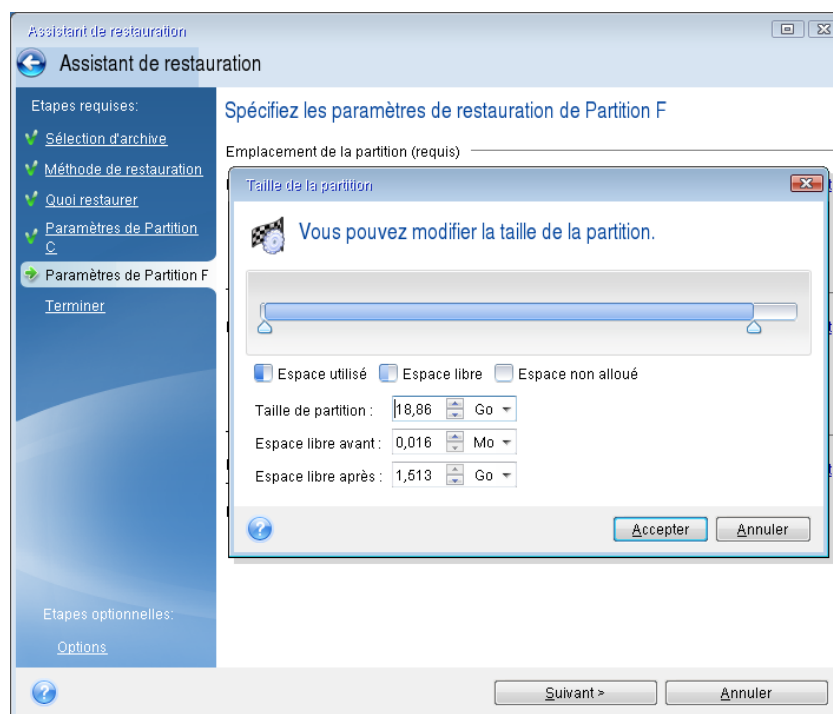 Assistant de restauration
Assistant de restauration
Etapes requises:
Sélection d'archive
Méthode de restauration
Quoi restaurer
Paramètres de Partition
C
Paramètres de Partition F
Terminer
Etapes optionnelles:
Options
Spécifiez les paramètres de restauration de Partition F
Emplacement de la partition (requis)
Taille de la partition
Vous pouvez modifier la taille de la partition.
Espace utilisé Espace libre Espace non alloué
Taille de partition : 18,86 Go
Espace libre avant : 0,016 Mo
Espace libre après : 1,513 Go
Accepter Annuler
Suivant > Annuler